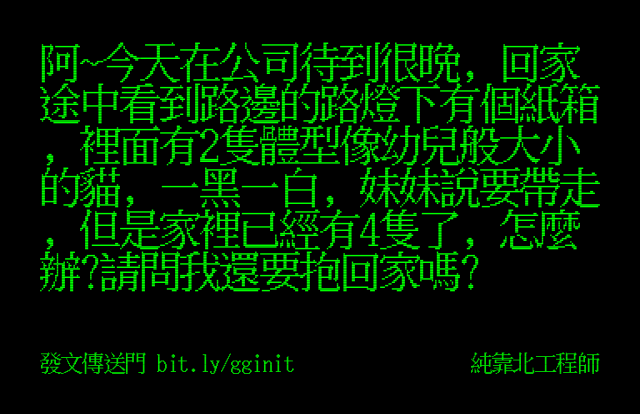 阿~今天在公司待到很晚, 回家
途中看到路邊的路燈下有個紙箱
, 裡面有2隻體型像幼兒般大小
的貓, 一黑一白, 妹妹說要帶走
, 但是家裡已經有4隻了, 怎麼
辦?請問我還要抱回家嗎?
發文傳送門 bit.ly/gginit
純靠北工程師